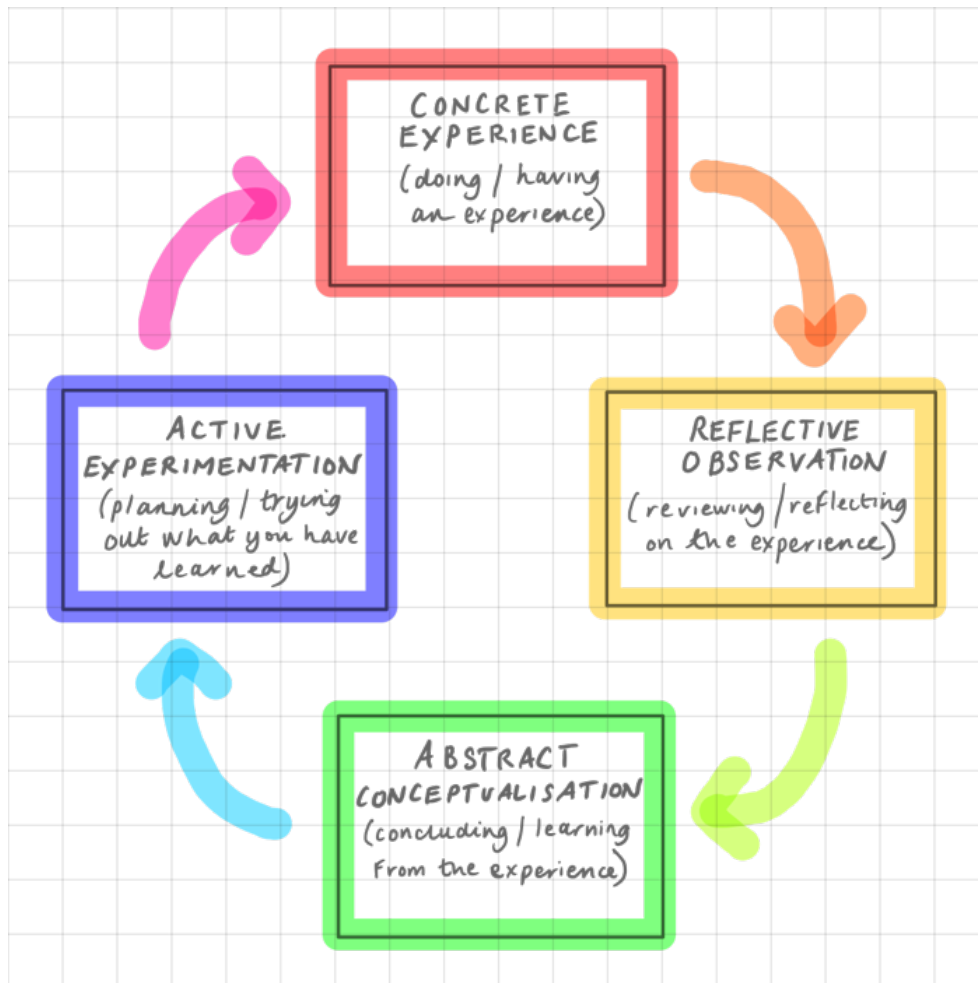 CONCRETE
EXPERIENCE
(doing / having
an experience)
ACTIVE
EXPERIMENTATION
(planning / trying
out what you have
learned)
REFLECTIVE
OBSERVATION
(reviewing / reflecting
on the experience)
ABSTRACT
CONCEPTUALISATION
(concluding / learning
from the experience)